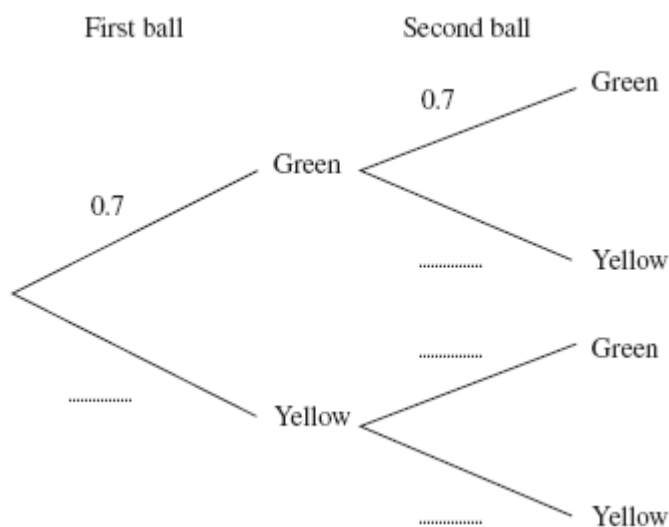 First ball Second ball
Green
0.7
Green
0.7
................
Yellow
................
Green
................
Yellow
................
Yellow